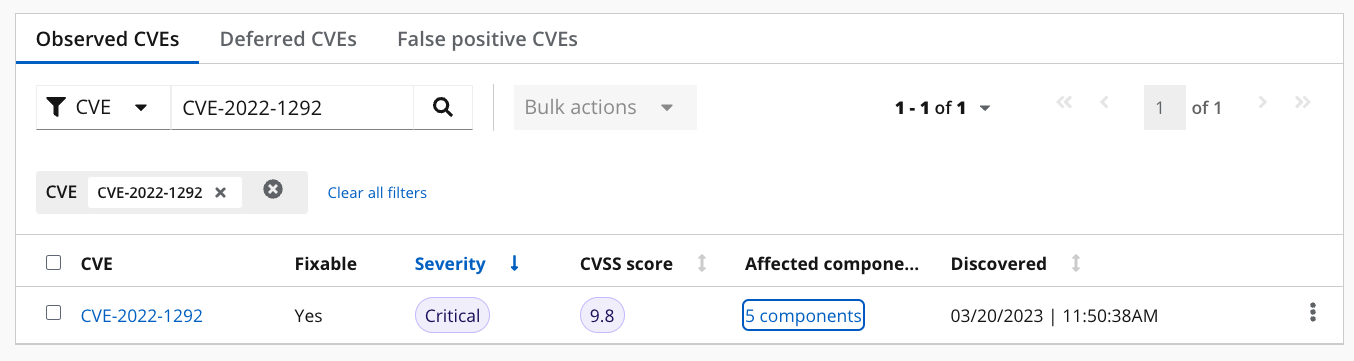 Observed CVEs Deferred CVEs False positive CVEs
CVE CVE-2022-1292 Bulk actions 1 - 1 of 1 1 of 1
CVE CVE-2022-1292 Clear all filters
CVE Fixable Severity CVSS score Affected compone... Discovered
CVE-2022-1292 Yes Critical 9.8 5 components 03/20/2023 | 11:50:38AM